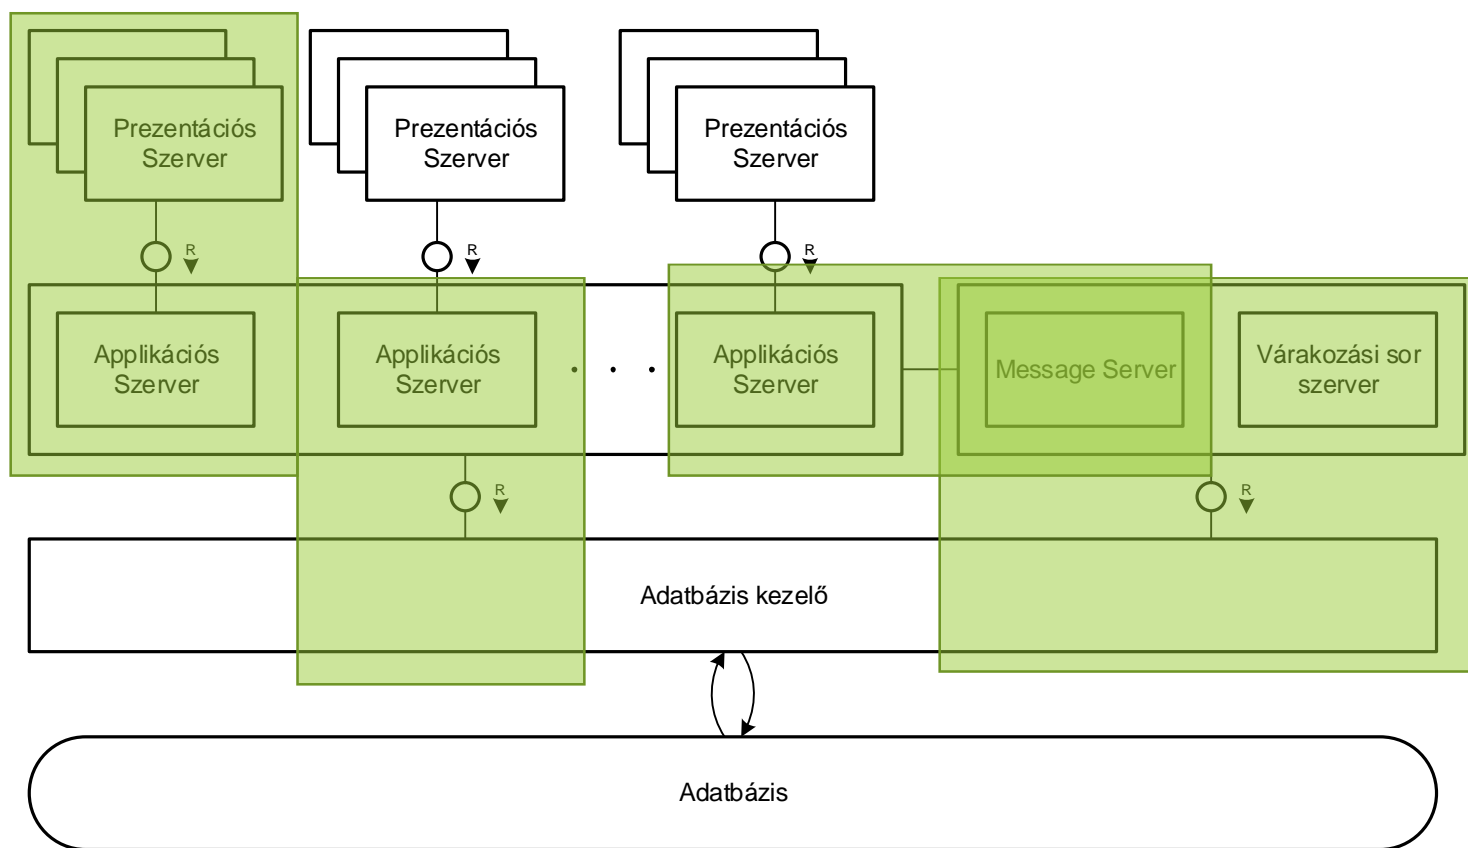 Prezentációs
Szerver
Prezentációs
Szerver
Prezentációs
Szerver
R
R
R
Applikációs
Szerver
Applikációs
Szerver
. . .
Applikációs
Szerver
Message Server
Várakozási sor
szerver
R
R
Adatbázis kezelő
Adatbázis